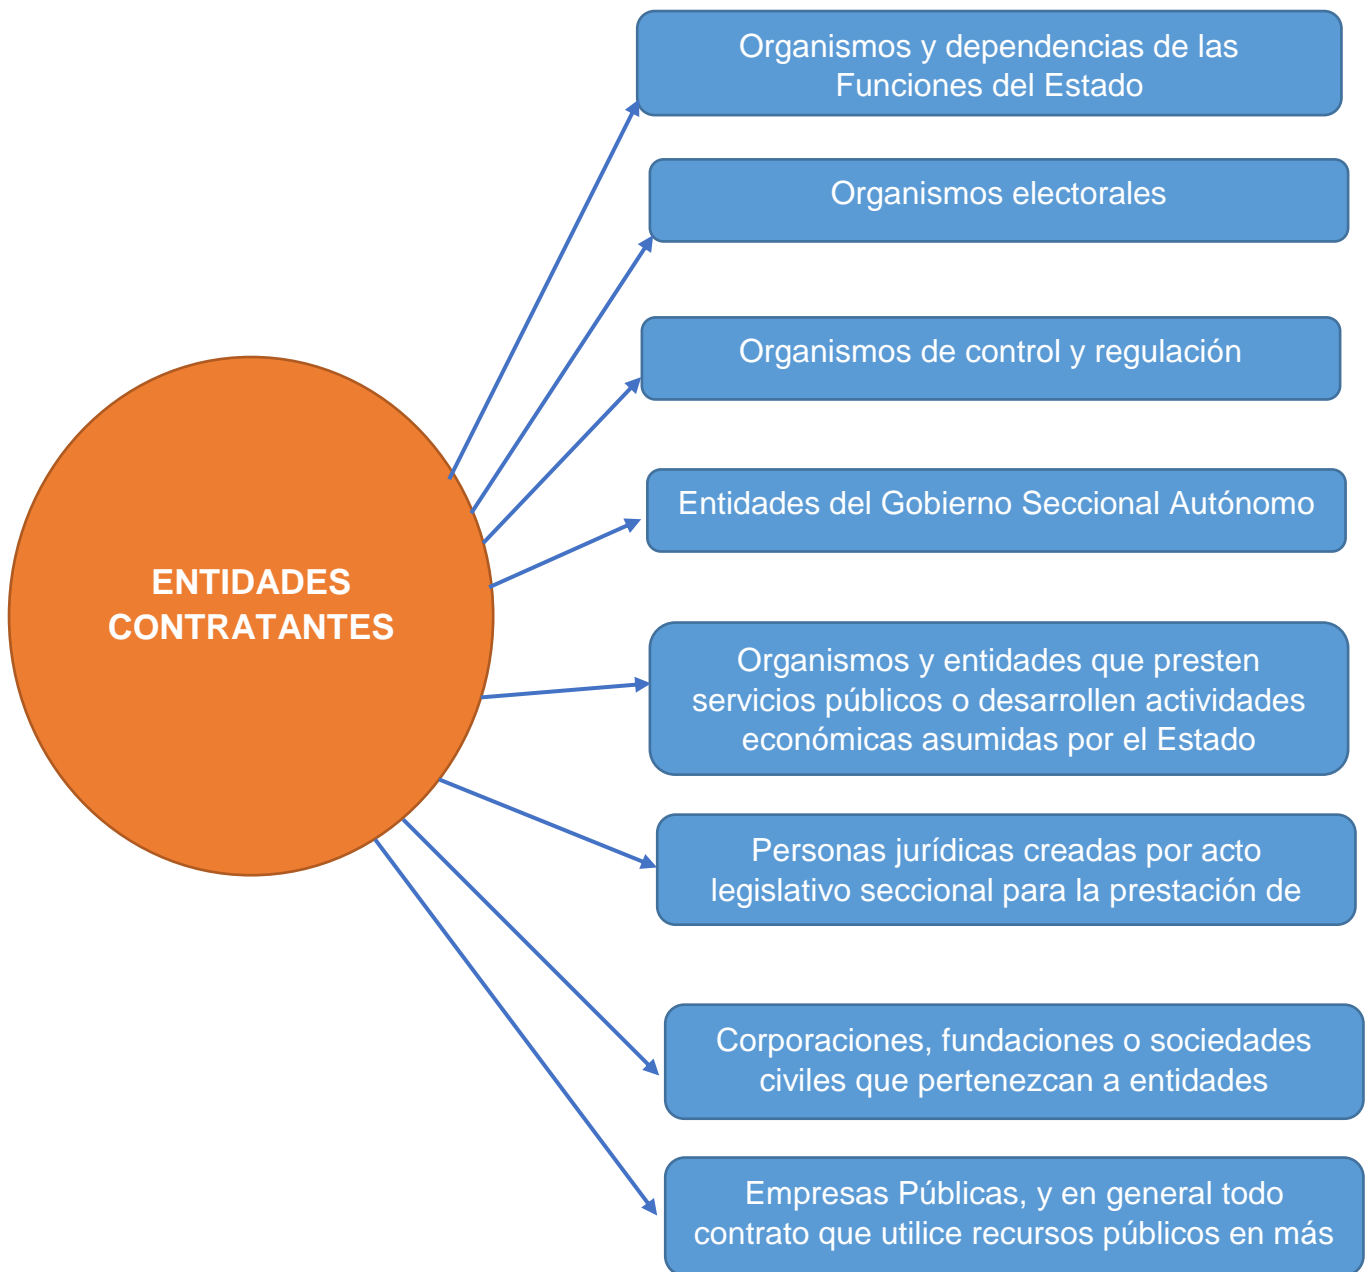 Organismos y dependencias de las
Funciones del Estado
Organismos electorales
Organismos de control y regulación
Entidades del Gobierno Seccional Autónomo
ENTIDADES
CONTRATANTES
Organismos y entidades que presten
servicios públicos o desarrollen actividades
económicas asumidas por el Estado
Personas jurídicas creadas por acto
legislativo seccional para la prestación de
Corporaciones, fundaciones o sociedades
civiles que pertenezcan a entidades
Empresas Públicas, y en general todo
contrato que utilice recursos públicos en más